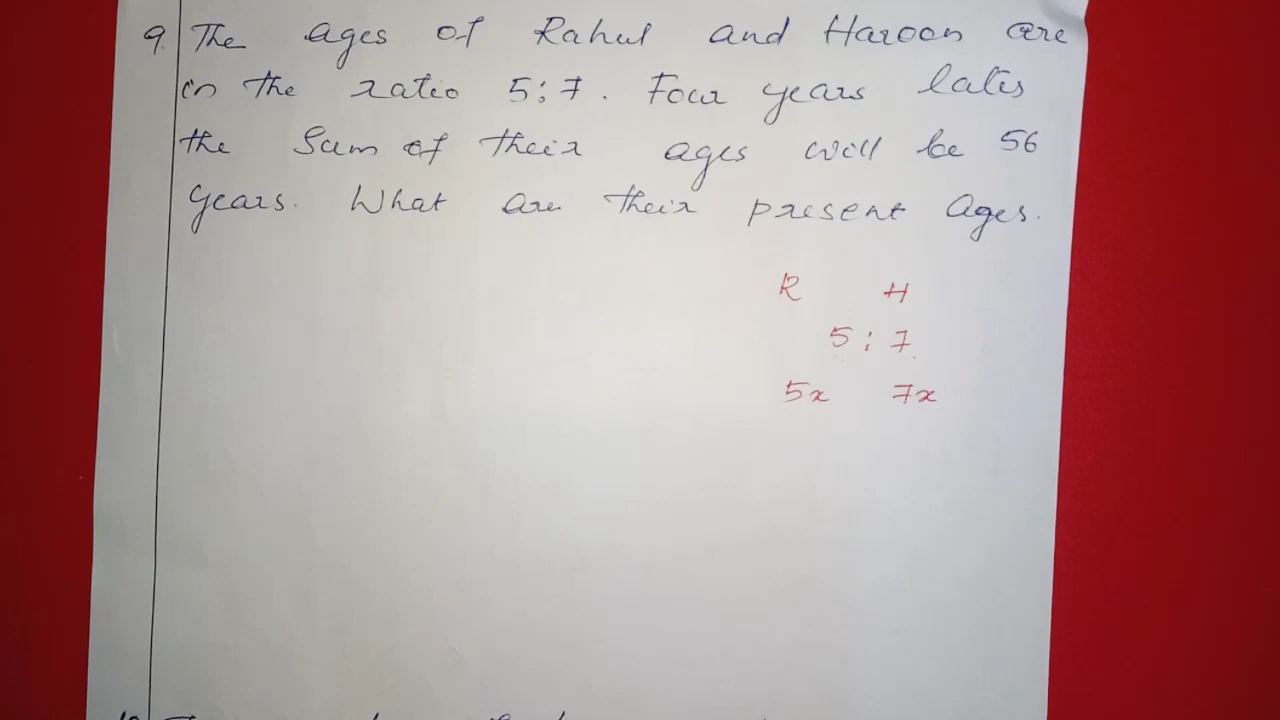 9. The ages of Rahul and Haroon are
in the ratio 5:7. Four years later
the Sum of their ages will be 56
years. What are their present ages.
R H
5 : 7
5x 7x